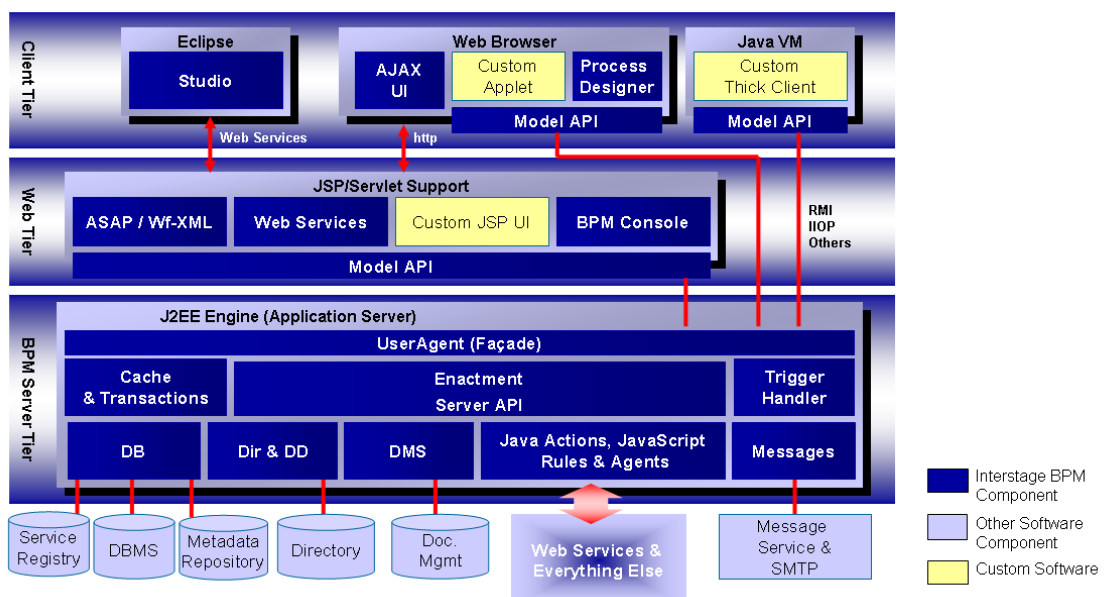 Client Tier
Eclipse
Studio
Web Browser
AJAX
UI
Custom
Applet
Process
Designer
Model API
Java VM
Custom
Thick Client
Model API
Web Services
http
Web Tier
JSP/Servlet Support
ASAP / Wf-XML
Web Services
Custom JSP UI
BPM Console
Model API
RMI
IIOP
Others
BPM Server Tier
J2EE Engine (Application Server)
UserAgent (Façade)
Cache
& Transactions
Enactment
Server API
Trigger
Handler
DB
Dir & DD
DMS
Java Actions, JavaScript
Rules & Agents
Messages
Service
Registry
DBMS
Metadata
Repository
Directory
Doc.
Mgmt
Web Services &
Everything Else
Message
Service &
SMTP
Interstage BPM
Component
Other Software
Component
Custom Software